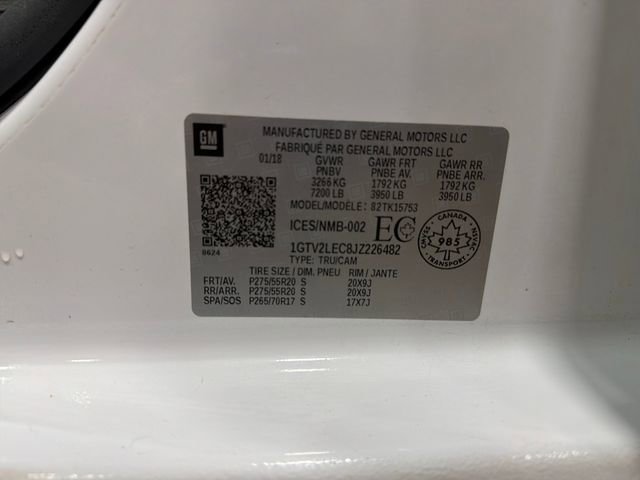 GM
MANUFACTURED BY GENERAL MOTORS LLC
FABRIQUÉ PAR GENERAL MOTORS LLC
01/18 GVWR GAWR FRT GAWR RR
PNBV PNBE AV. PNBE ARR.
3266 KG 1792 KG 1792 KG
7200 LB 3950 LB 3950 LB
MODEL/MODÈLE: 82TK15753
ICES/NMB-002 EC
1GTV2LEC8JZ226482
0624 TYPE: TRU/CAM
CANADA
CMVSS 985 NSVAC
TRANSPORT
TIRE SIZE / DIM. PNEU RIM / JANTE
FRT/AV. P275/55R20 S 20X9J
RR/ARR. P275/55R20 S 20X9J
SPA/SOS P265/70R17 S 17X7J